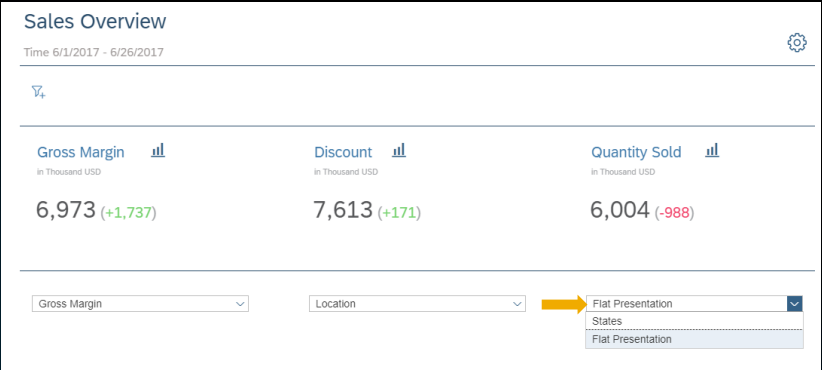 Sales Overview
Time 6/1/2017 - 6/26/2017
Gross Margin
in Thousand USD
6,973 (+1,737)
Discount
in Thousand USD
7,613 (+171)
Quantity Sold
in Thousand USD
6,004 (-988)
Gross Margin
Location
Flat Presentation
States
Flat Presentation